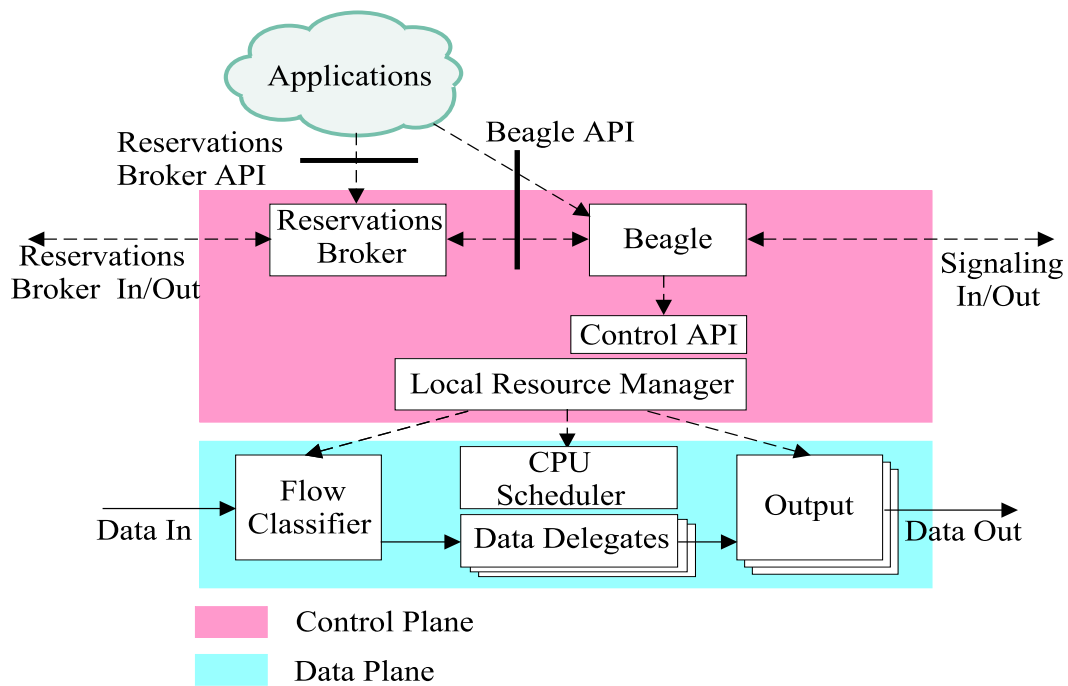 Applications
Reservations
Broker API
Beagle API
Reservations
Broker
Beagle
Reservations
Broker In/Out
Signaling
In/Out
Control API
Local Resource Manager
Flow
Classifier
CPU
Scheduler
Data Delegates
Output
Data In
Data Out
Control Plane
Data Plane